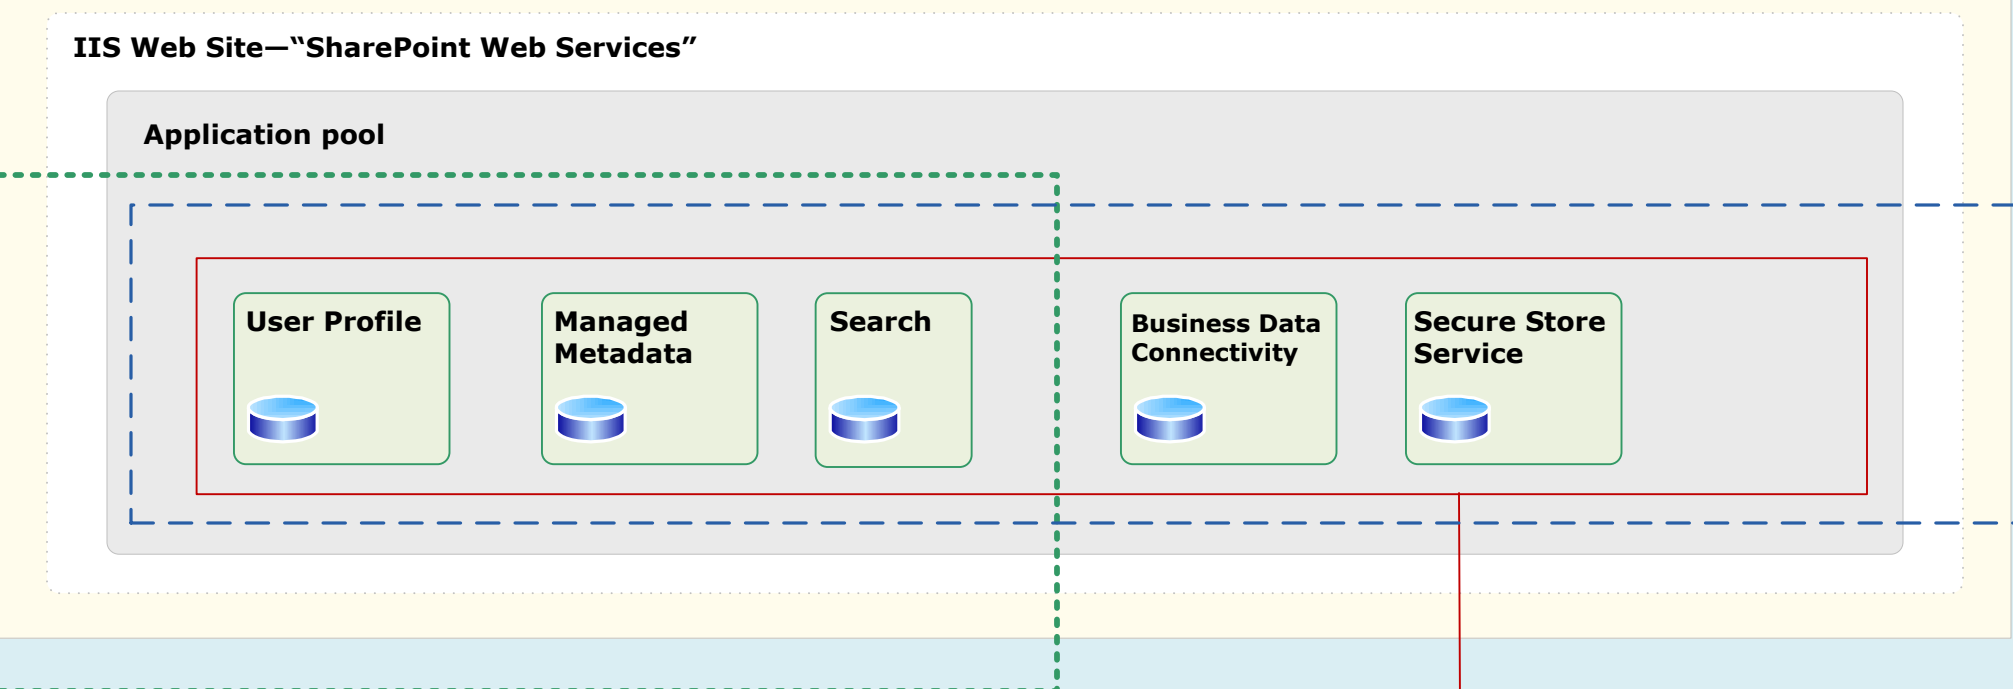 IIS Web Site—“SharePoint Web Services”
Application pool
User Profile
Managed
Metadata
Search
Business Data
Connectivity
Secure Store
Service